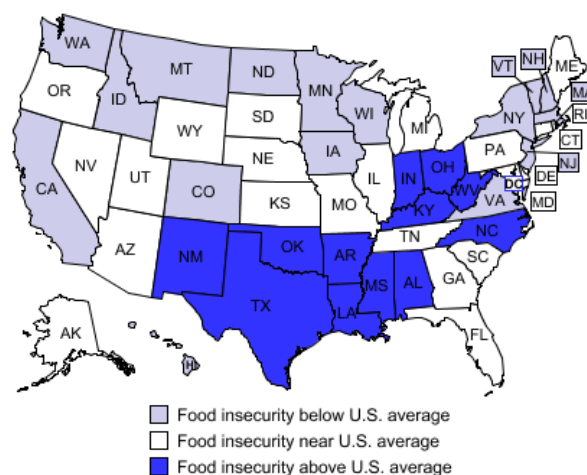 WA
MT
ND
MN
VT
NH
ME
OR
ID
SD
WI
NY
MA
RI
WY
MI
CT
NV
NE
IA
PA
NJ
UT
IL
IN
OH
DE
CA
CO
KS
MO
WV
DC
VA
MD
KY
AZ
NM
OK
AR
TN
NC
SC
TX
LA
MS
AL
GA
FL
AK
H
Food insecurity below U.S. average
Food insecurity near U.S. average
Food insecurity above U.S. average